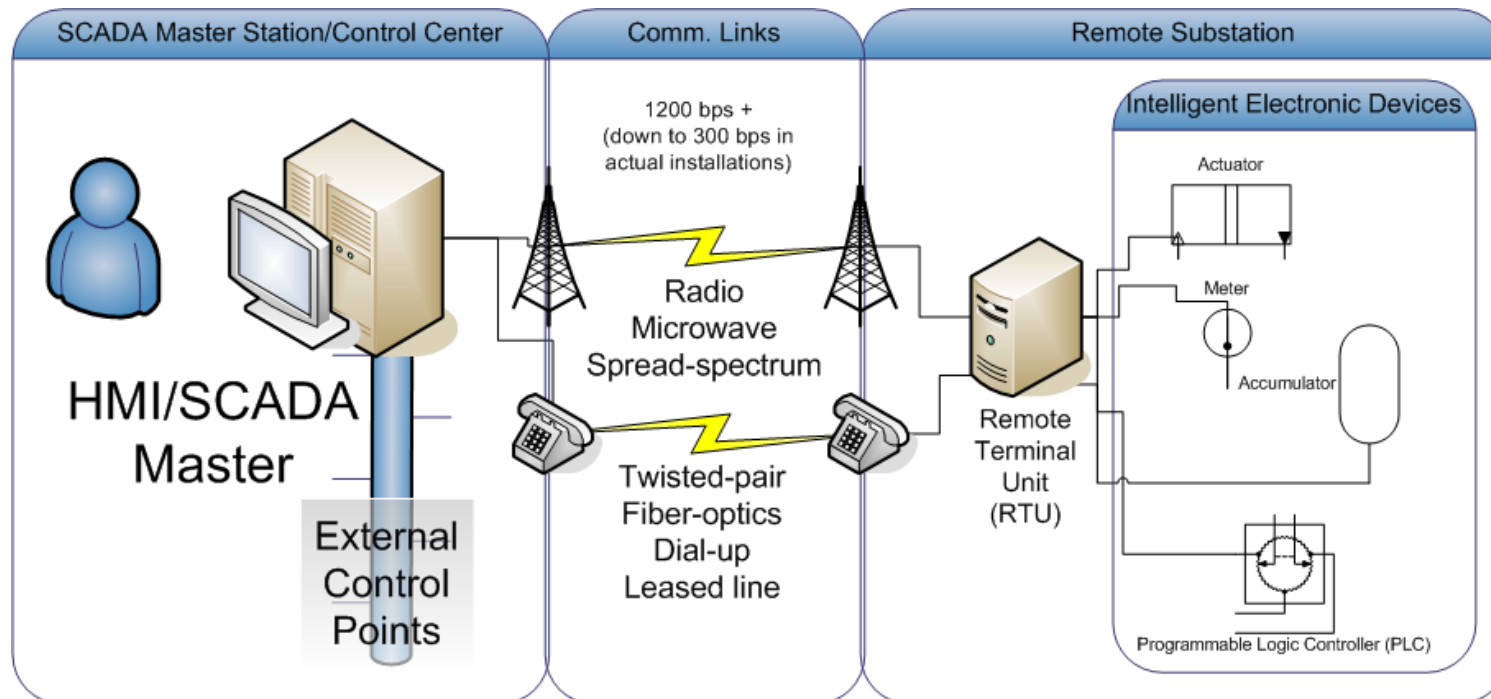 SCADA Master Station/Control Center
Comm. Links
Remote Substation
1200 bps +
(down to 300 bps in
actual installations)
Intelligent Electronic Devices
Actuator
Meter
Accumulator
Radio
Microwave
Spread-spectrum
HMI/SCADA
Master
External
Control
Points
Twisted-pair
Fiber-optics
Dial-up
Leased line
Remote
Terminal
Unit
(RTU)
Programmable Logic Controller (PLC)